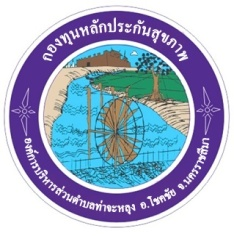 กองทุนหลักประกันสุขภาพ
องค์การบริหารส่วนตำบลท่าจะหลุง อ.โชคชัย จ.นครราชสีมา